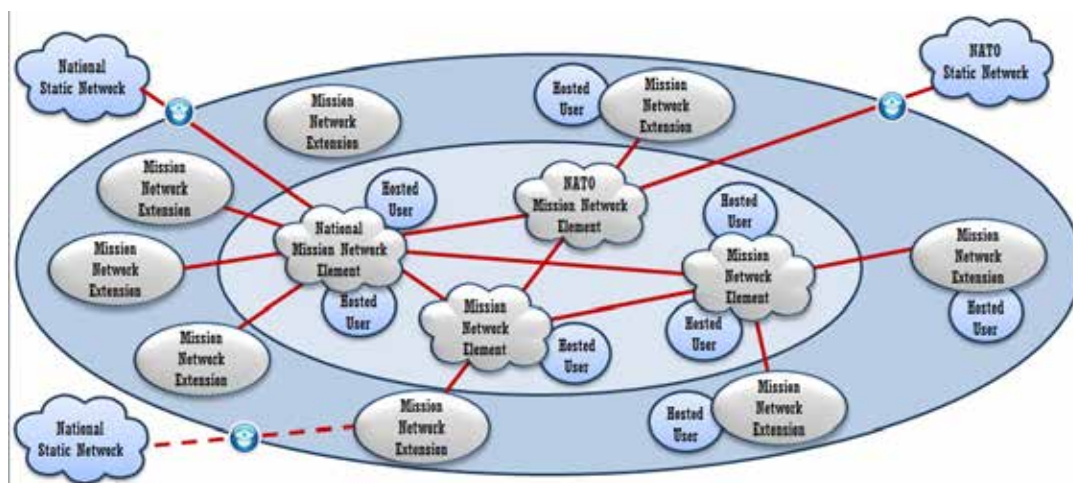 National
Static Network
NATO
Static Network
Mission
Network
Extension
Hosted
User
Mission
Network
Extension
Mission
Network
Extension
Hosted
User
NATO
Mission Network
Element
Hosted
User
National
Mission Network
Element
Mission
Network
Extension
Mission
Network
Element
Mission
Network
Extension
Hosted
User
Mission
Network
Element
Hosted
User
Hosted
User
Hosted
User
Mission
Network
Extension
Mission
Network
Extension
Hosted
User
Mission
Network
Extension
National
Static Network